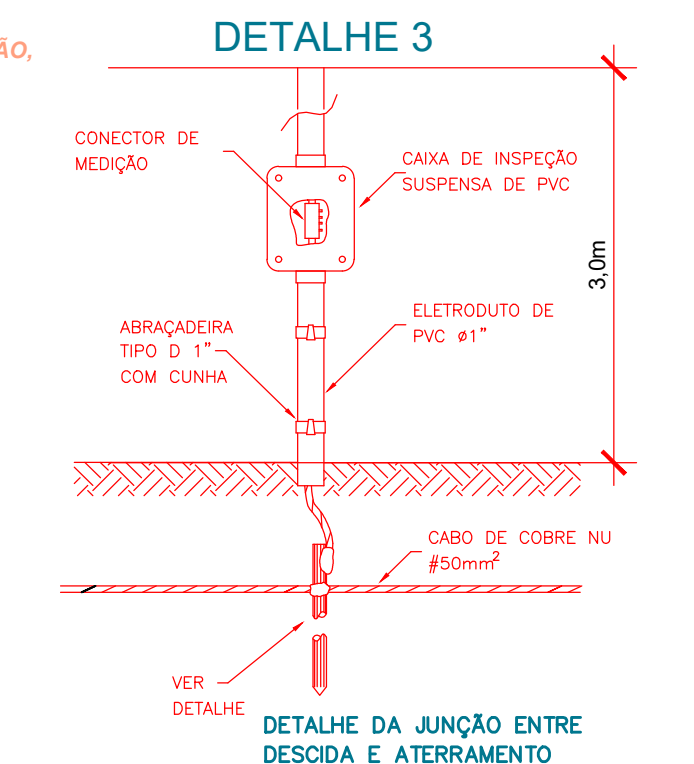 ÃO,
DETALHE 3
CONECTOR DE
MEDIÇÃO
CAIXA DE INSPEÇÃO
SUSPENSA DE PVC
3,0m
ABRAÇADEIRA
TIPO D 1"
COM CUNHA
ELETRODUTO DE
PVC ø1"
CABO DE COBRE NU
#50mm²
VER
DETALHE
DETALHE DA JUNÇÃO ENTRE
DESCIDA E ATERRAMENTO